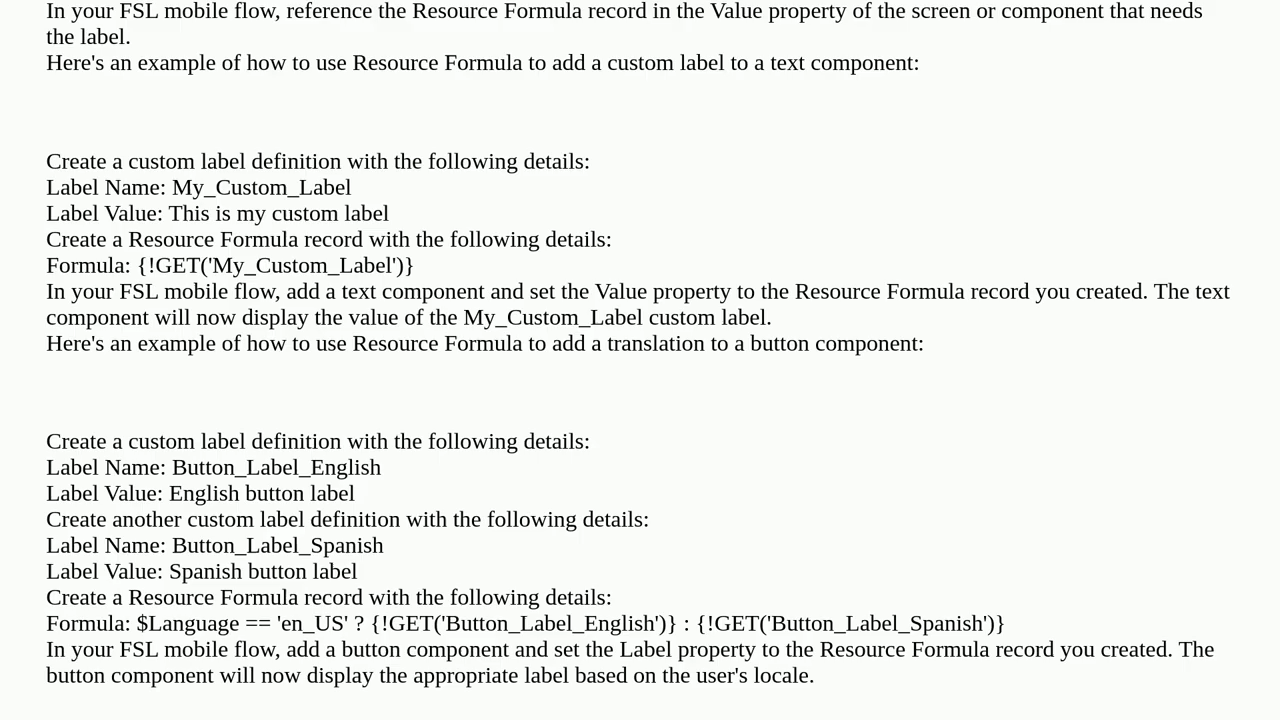 In your FSL mobile flow, reference the Resource Formula record in the Value property of the screen or component that needs
the label.
Here's an example of how to use Resource Formula to add a custom label to a text component:
Create a custom label definition with the following details:
Label Name: My_Custom_Label
Label Value: This is my custom label
Create a Resource Formula record with the following details:
Formula: {!GET('My_Custom_Label')}
In your FSL mobile flow, add a text component and set the Value property to the Resource Formula record you created. The text
component will now display the value of the My_Custom_Label custom label.
Here's an example of how to use Resource Formula to add a translation to a button component:
Create a custom label definition with the following details:
Label Name: Button_Label_English
Label Value: English button label
Create another custom label definition with the following details:
Label Name: Button_Label_Spanish
Label Value: Spanish button label
Create a Resource Formula record with the following details:
Formula: $Language == 'en_US' ? {!GET('Button_Label_English')} : {!GET('Button_Label_Spanish')}
In your FSL mobile flow, add a button component and set the Label property to the Resource Formula record you created. The
button component will now display the appropriate label based on the user's locale.